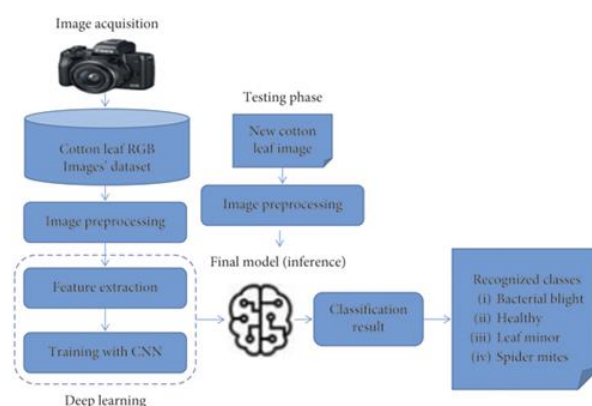 Image acquisition
Cotton leaf RGB
Images' dataset
Image preprocessing
Feature extraction
Training with CNN
Deep learning
Testing phase
New cotton
leaf image
Image preprocessing
Final model (inference)
Classification
result
Recognized classes
(i) Bacterial blight
(ii) Healthy
(iii) Leaf minor
(iv) Spider mites